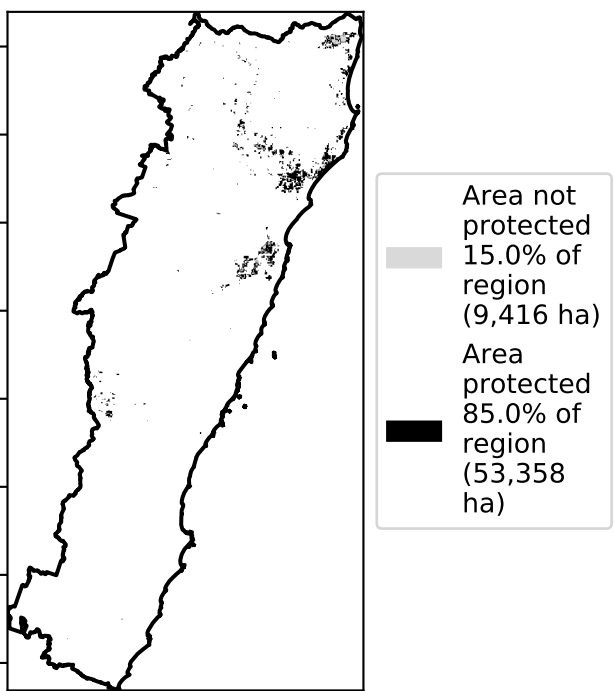 Area not
protected
15.0% of
region
(9,416 ha)
Area
protected
85.0% of
region
(53,358
ha)